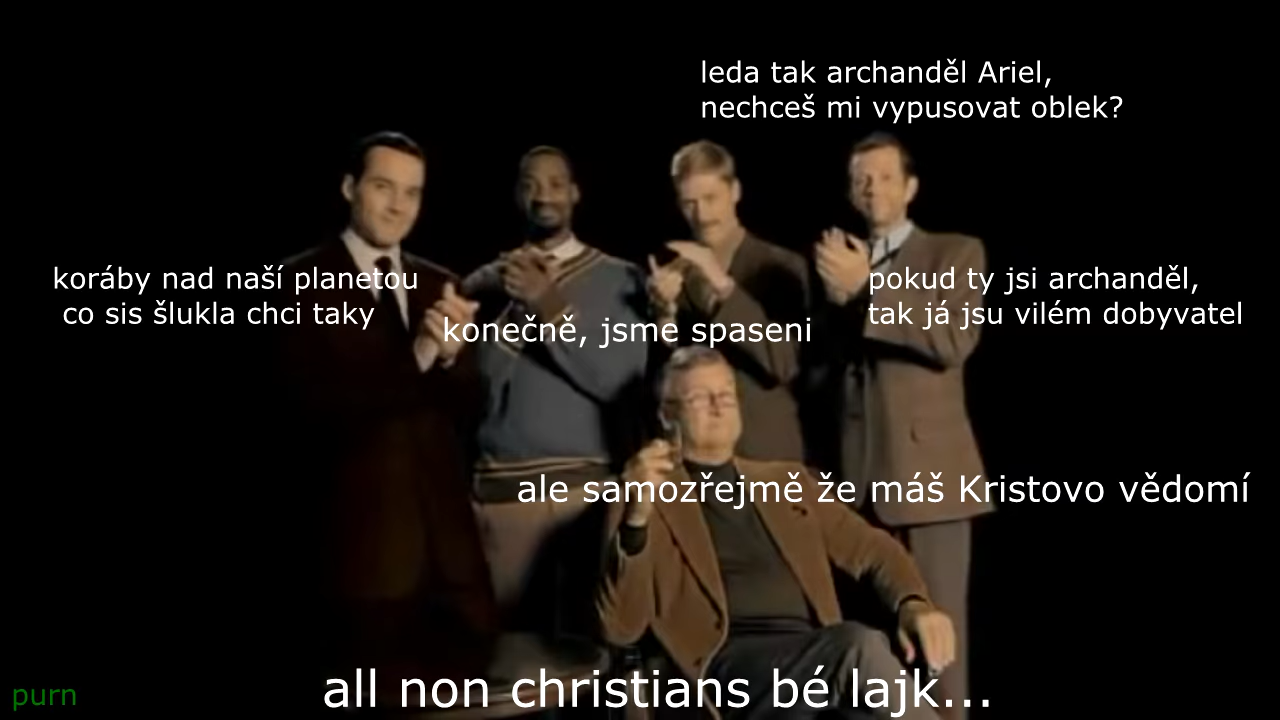 leda tak archanděl Ariel,
nechceš mi vypusovat oblek?
koráby nad naší planetou
co sis šlukla chci taky
pokud ty jsi archanděl,
tak já jsu vilém dobyvatel
konečně, jsme spaseni
ale samozřejmě že máš Kristovo vědomí
all non christians bé lajk...
purn